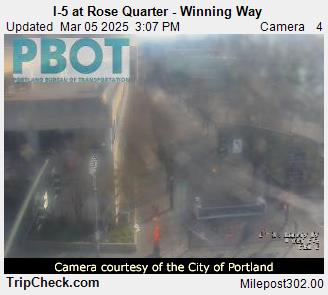 I-5 at Rose Quarter - Winning Way
Updated Mar 05 2025 3:07 PM Camera 4
PBOT
PORTLAND BUREAU OF TRANSPORTATION
Camera courtesy of the City of Portland
TripCheck.com Milepost302.00